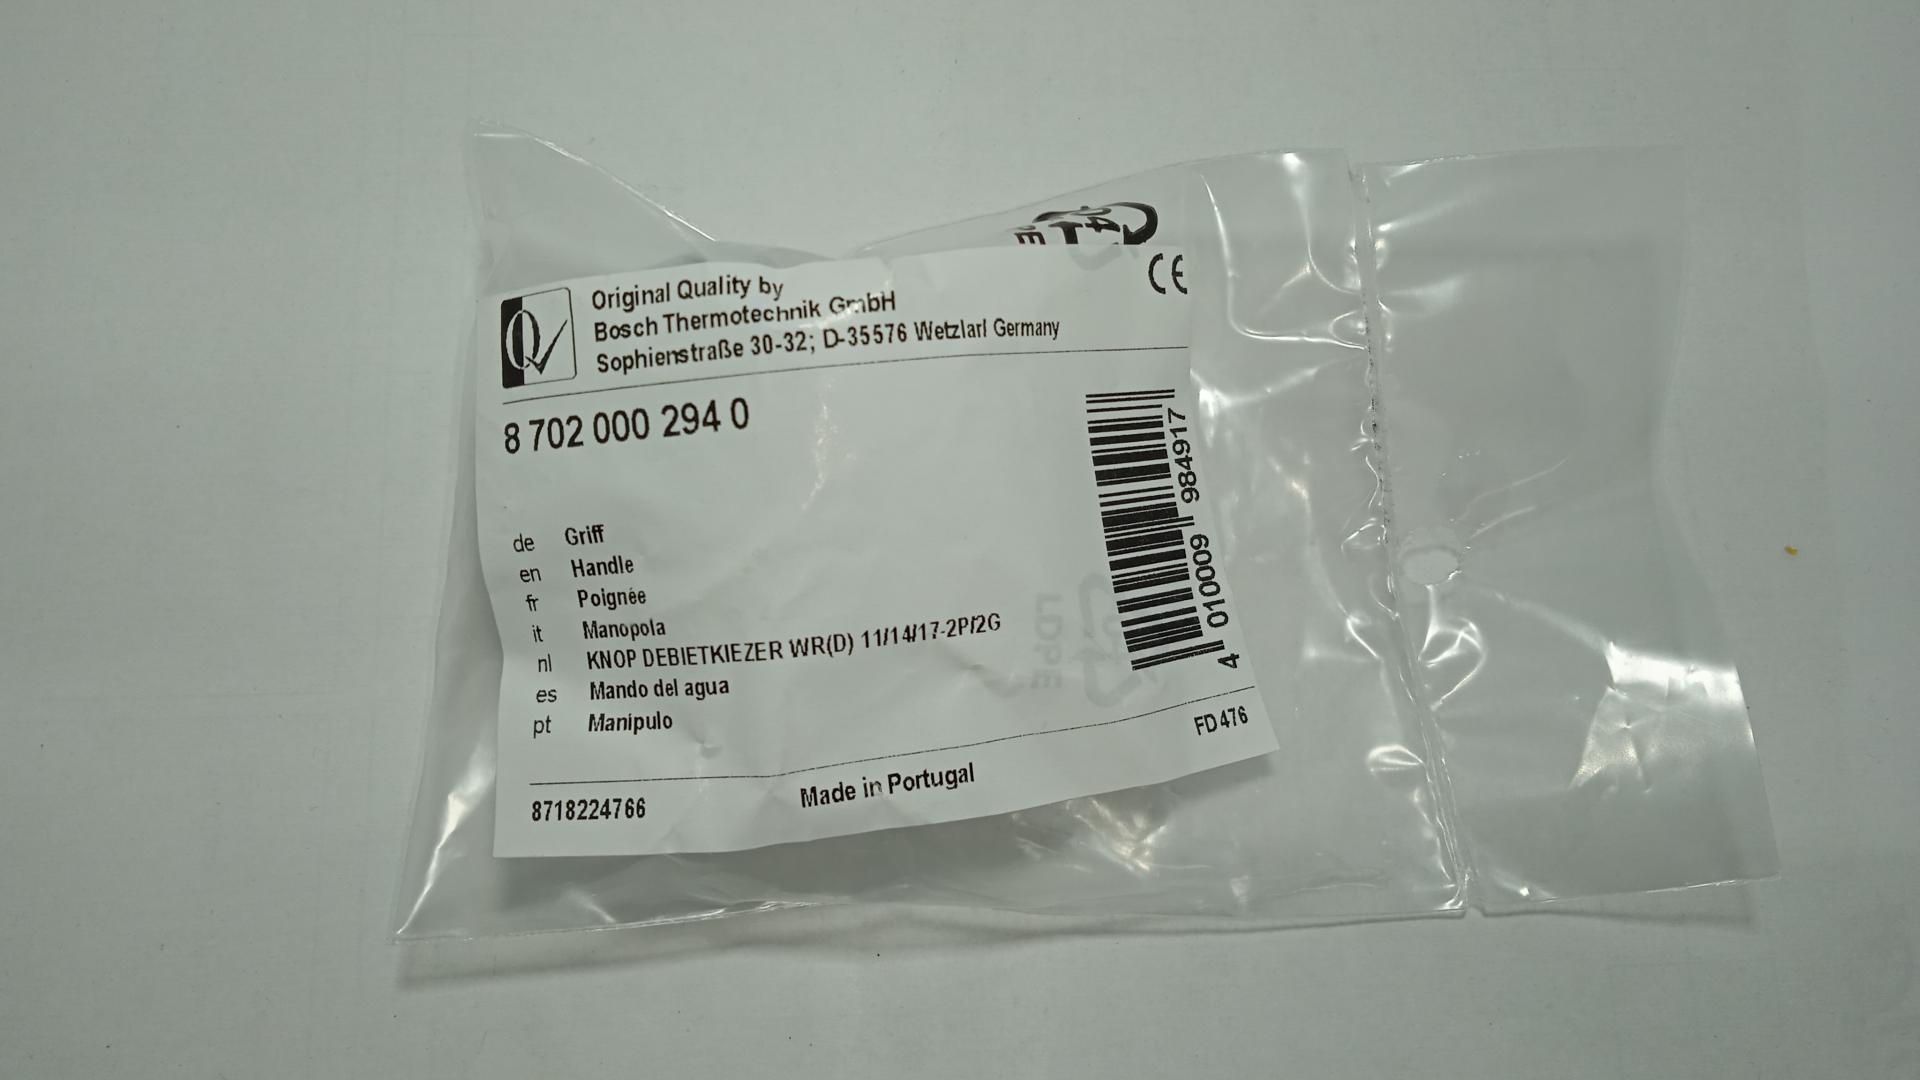 Original Quality by
Bosch Thermotechnik GmbH
Sophienstraße 30-32; D-35576 Wetzlar/ Germany
CE
8 702 000 294 0
de Griff
en Handle
fr Poignée
it Manopola
nl KNOP DEBIETKIEZER WR(D) 11/14/17-2P/2G
es Mando del agua
pt Manípulo
4 010009 984917
FD 476
8718224766
Made in Portugal
LDPE